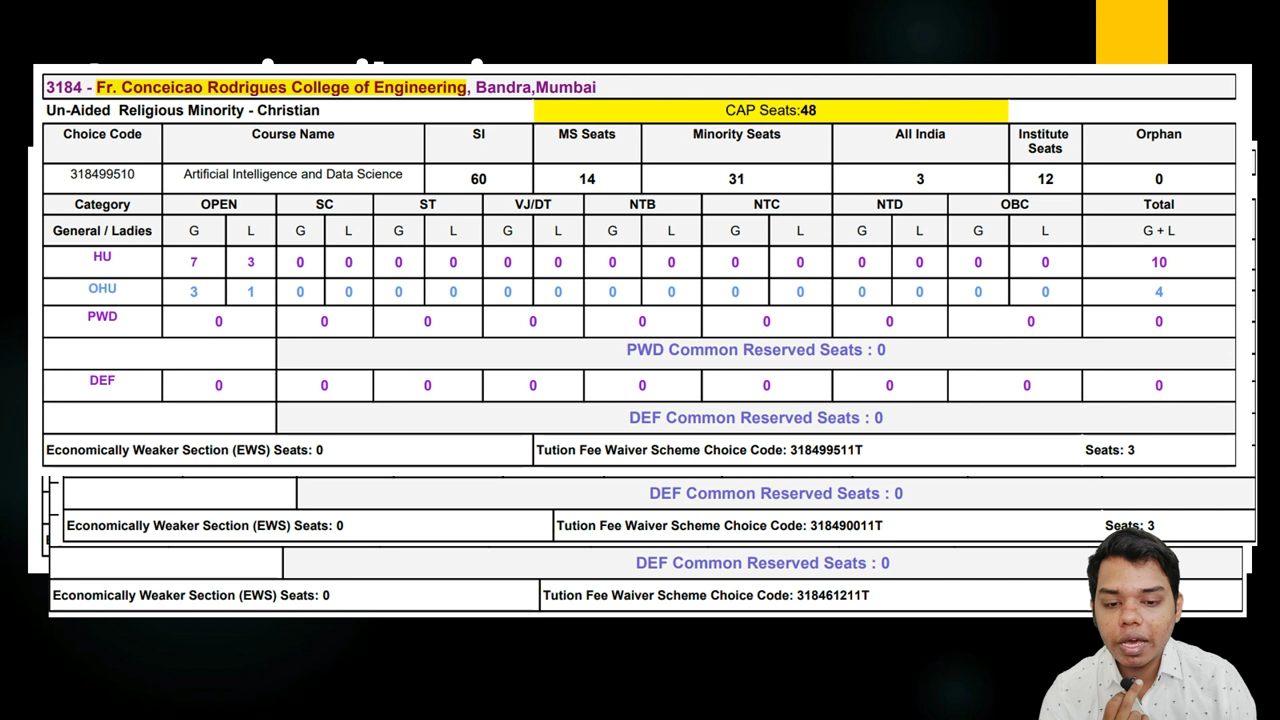 3184 - Fr. Conceicao Rodrigues College of Engineering, Bandra,Mumbai
Un-Aided Religious Minority - Christian CAP Seats:48
Choice Code Course Name SI MS Seats Minority Seats All India Institute Seats Orphan
318499510 Artificial Intelligence and Data Science 60 14 31 3 12 0
Category OPEN SC ST VJ/DT NTB NTC NTD OBC Total
General / Ladies G L G L G L G L G L G L G L G L G + L
HU 7 3 0 0 0 0 0 0 0 0 0 0 0 0 0 0 10
OHU 3 1 0 0 0 0 0 0 0 0 0 0 0 0 0 0 4
PWD 0 0 0 0 0 0 0 0 0
PWD Common Reserved Seats : 0
DEF 0 0 0 0 0 0 0 0 0
DEF Common Reserved Seats : 0
Economically Weaker Section (EWS) Seats: 0 Tution Fee Waiver Scheme Choice Code: 318499511T Seats: 3
DEF Common Reserved Seats : 0
Economically Weaker Section (EWS) Seats: 0 Tution Fee Waiver Scheme Choice Code: 318490011T Seats: 3
DEF Common Reserved Seats : 0
Economically Weaker Section (EWS) Seats: 0 Tution Fee Waiver Scheme Choice Code: 318461211T